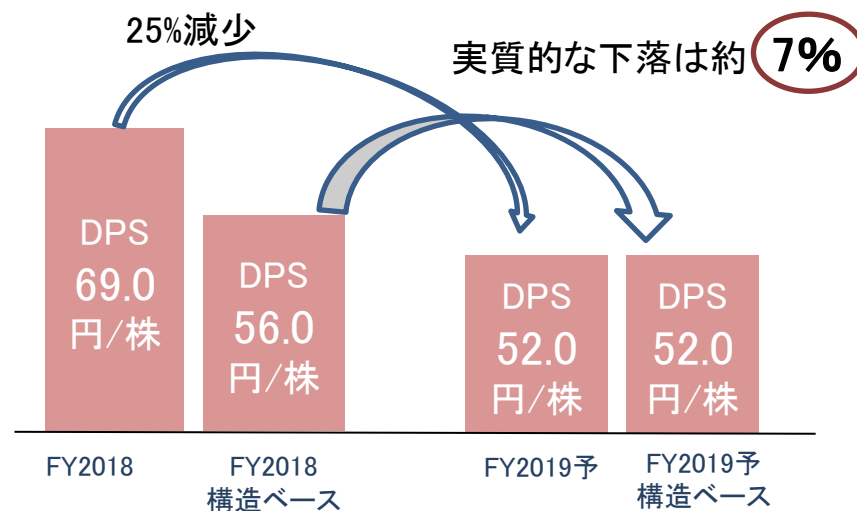 25%減少
実質的な下落は約 7%
DPS
69.0
円/株
DPS
56.0
円/株
DPS
52.0
円/株
DPS
52.0
円/株
FY2018
FY2018
構造ベース
FY2019予
FY2019予
構造ベース